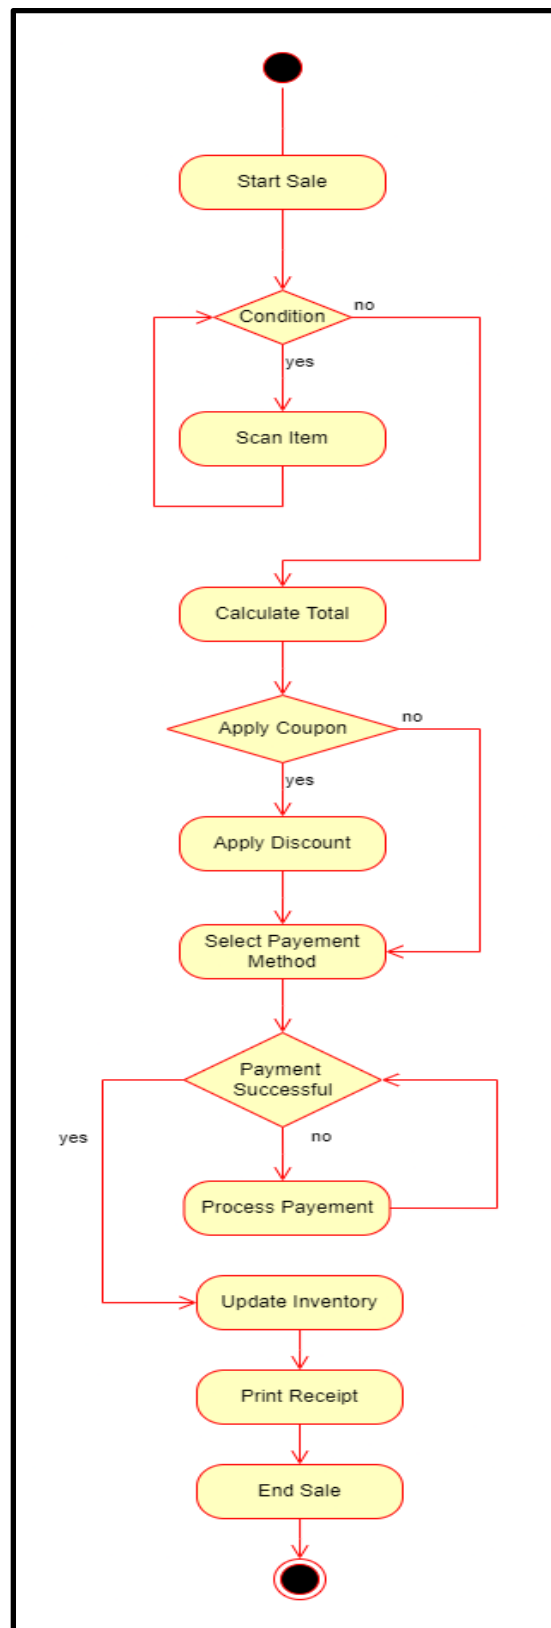 Start Sale
Condition
no
yes
Scan Item
Calculate Total
Apply Coupon
no
yes
Apply Discount
Select Payement
Method
Payment
Successful
yes
no
Process Payement
Update Inventory
Print Receipt
End Sale